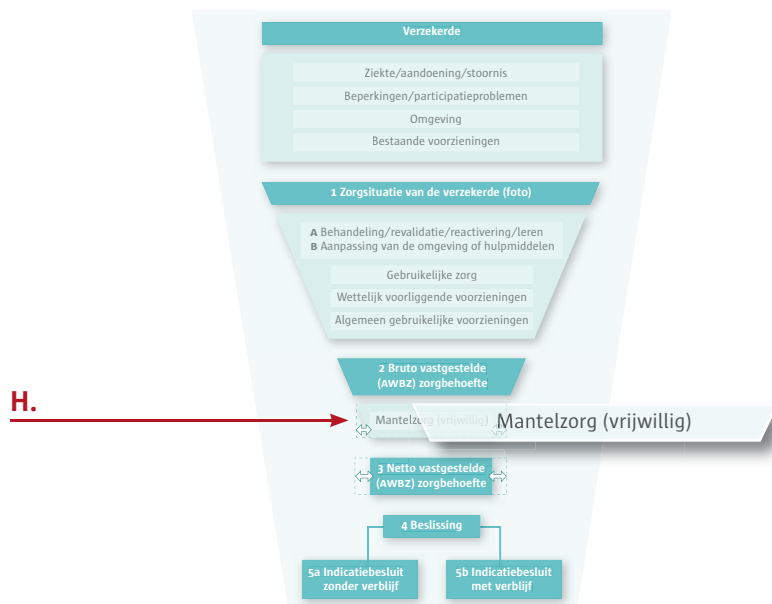 Verzekerde
Ziekte/aandoening/stoornis
Beperkingen/participatieproblemen
Omgeving
Bestaande voorzieningen
1 Zorgsituatie van de verzekerde (foto)
A Behandeling/revalidatie/reactivering/leren
B Aanpassing van de omgeving of hulpmiddelen
Gebruikelijke zorg
Wettelijk voorliggende voorzieningen
Algemeen gebruikelijke voorzieningen
2 Bruto vastgestelde
(AWBZ) zorgbehoefte
H.
Mantelzorg (vrijwillig)
Mantelzorg (vrijwillig)
3 Netto vastgestelde
(AWBZ) zorgbehoefte
4 Beslissing
5a Indicatiebesluit
zonder verblijf
5b Indicatiebesluit
met verblijf